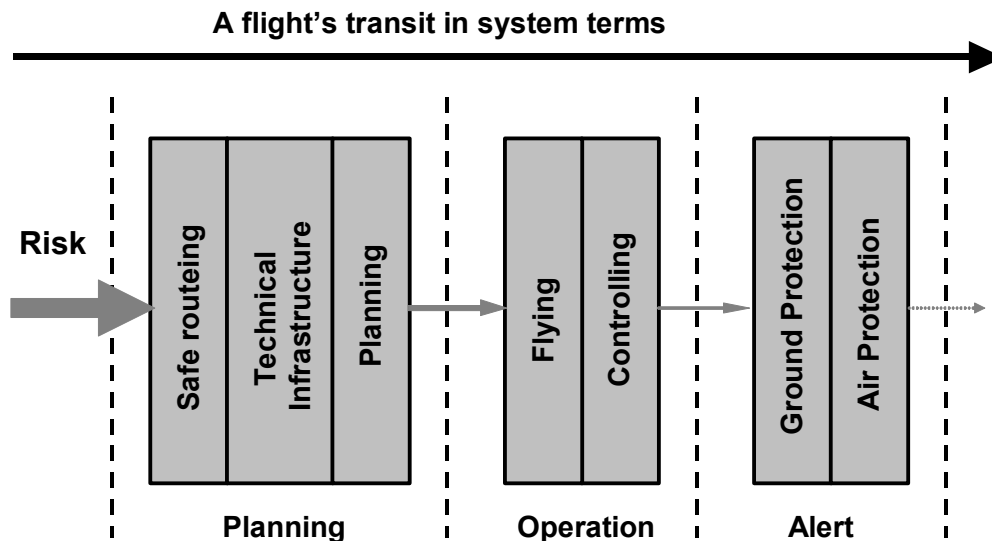 A flight's transit in system terms
Risk
Safe routeing
Technical
Infrastructure
Planning
Flying
Controlling
Ground Protection
Air Protection
Planning
Operation
Alert